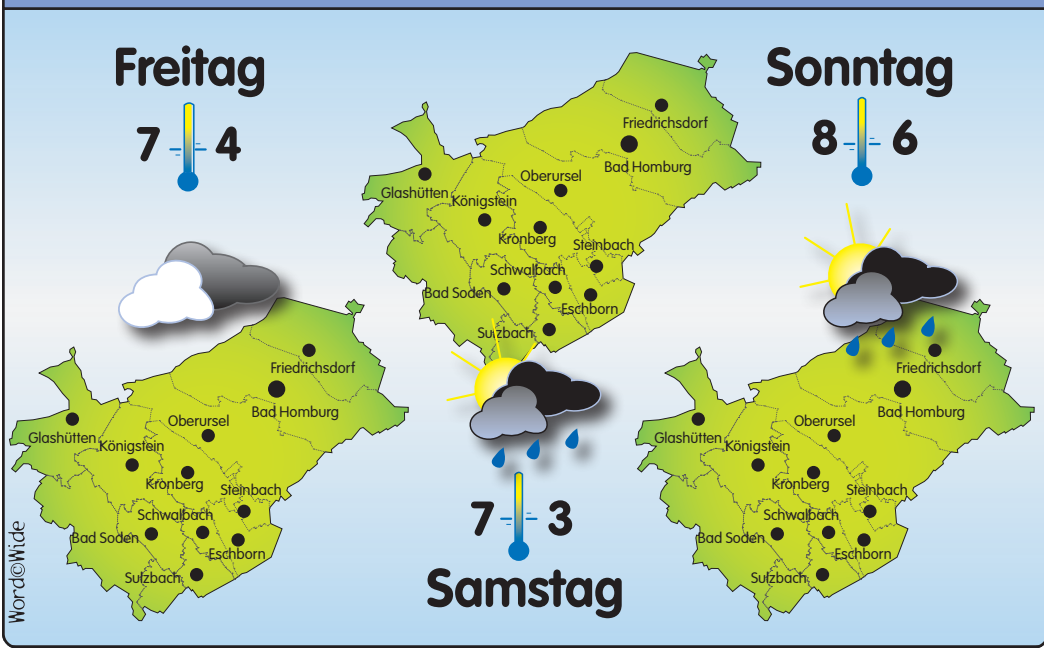 Freitag
7 4
Glashütten
Königstein
Oberursel
Kronberg
Friedrichsdorf
Bad Homburg
Steinbach
Schwalbach
Bad Soden
Eschborn
Sulzbach
Glashütten
Königstein
Oberursel
Kronberg
Friedrichsdorf
Bad Homburg
Steinbach
Schwalbach
Bad Soden
Eschborn
Sulzbach
7 3
Samstag
Sonntag
8 6
Glashütten
Königstein
Oberursel
Kronberg
Friedrichsdorf
Bad Homburg
Steinbach
Schwalbach
Bad Soden
Eschborn
Sulzbach
Word©Wide